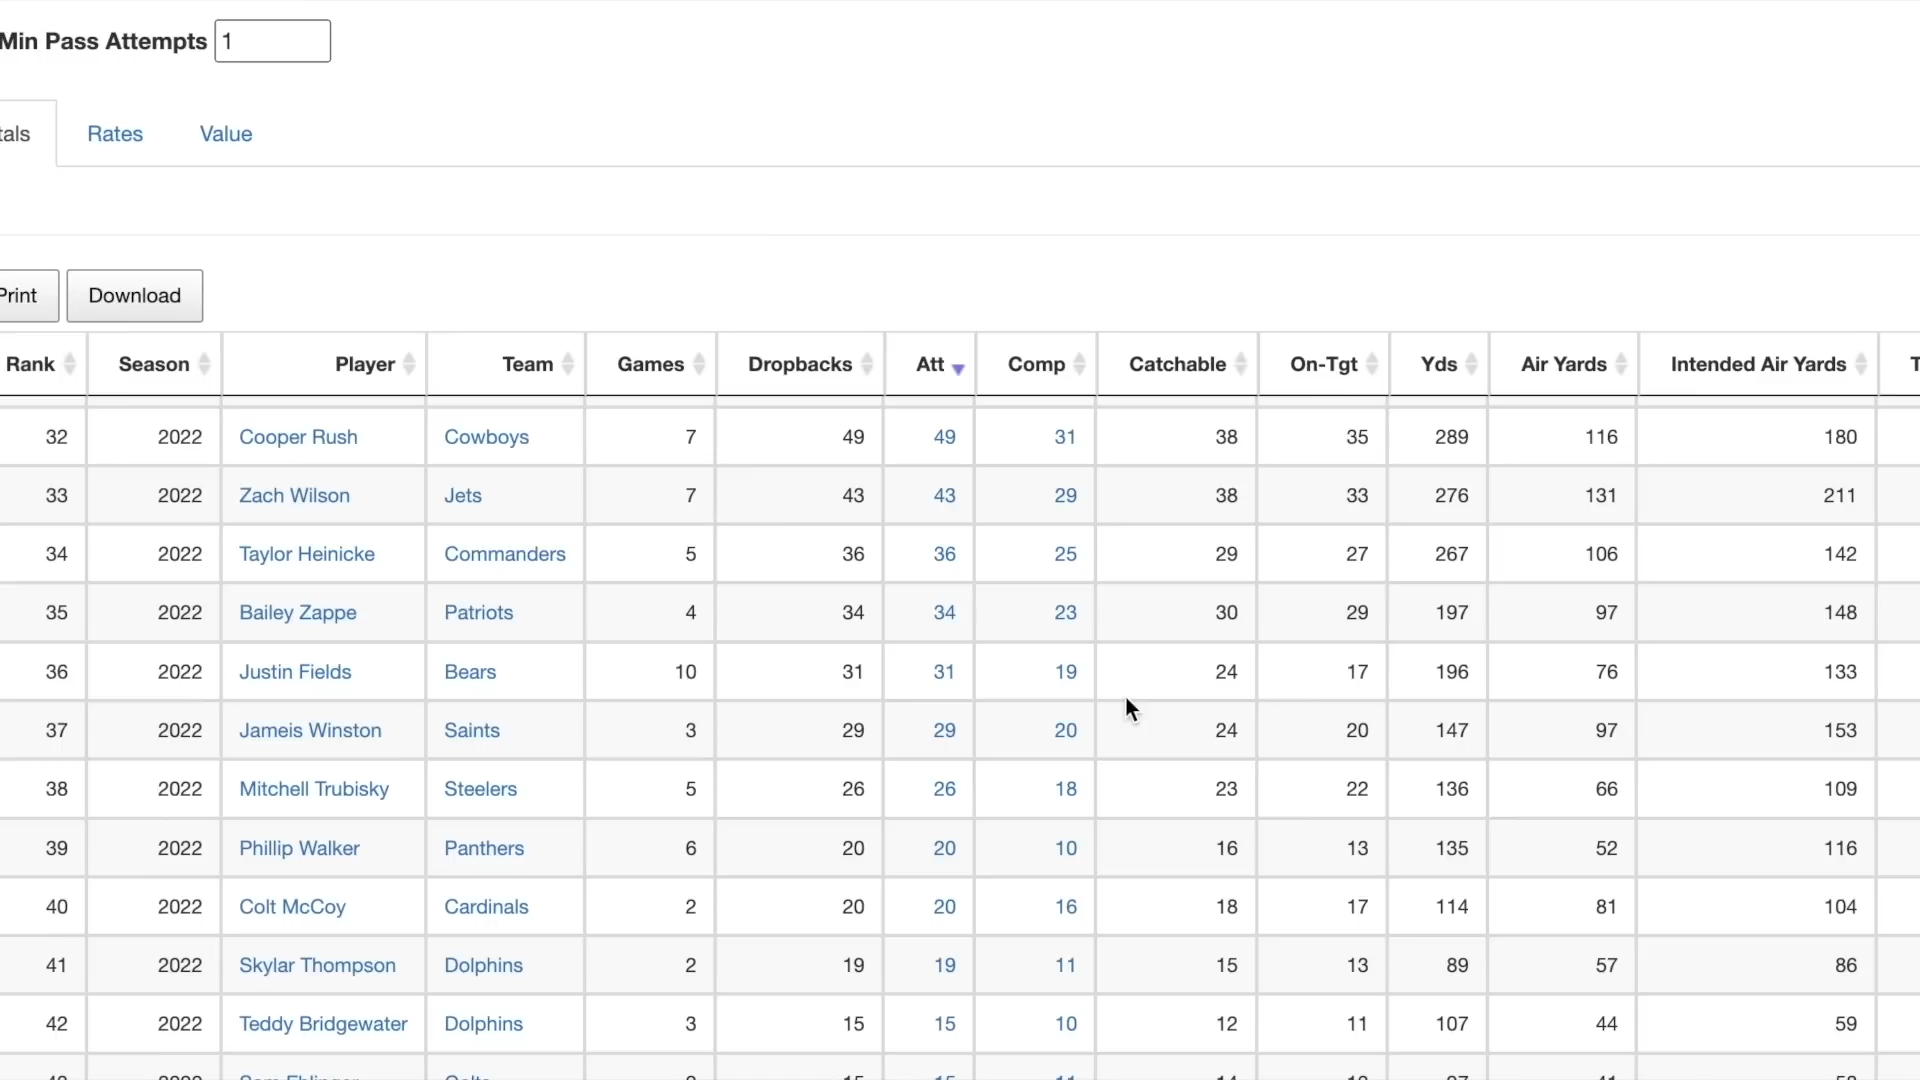 Min Pass Attempts 1
tals Rates Value
Print Download
Rank Season Player Team Games Dropbacks Att Comp Catchable On-Tgt Yds Air Yards Intended Air Yards T
32 2022 Cooper Rush Cowboys 7 49 49 31 38 35 289 116 180
33 2022 Zach Wilson Jets 7 43 43 29 38 33 276 131 211
34 2022 Taylor Heinicke Commanders 5 36 36 25 29 27 267 106 142
35 2022 Bailey Zappe Patriots 4 34 34 23 30 29 197 97 148
36 2022 Justin Fields Bears 10 31 31 19 24 17 196 76 133
37 2022 Jameis Winston Saints 3 29 29 20 24 20 147 97 153
38 2022 Mitchell Trubisky Steelers 5 26 26 18 23 22 136 66 109
39 2022 Phillip Walker Panthers 6 20 20 10 16 13 135 52 116
40 2022 Colt McCoy Cardinals 2 20 20 16 18 17 114 81 104
41 2022 Skylar Thompson Dolphins 2 19 19 11 15 13 89 57 86
42 2022 Teddy Bridgewater Dolphins 3 15 15 10 12 11 107 44 59